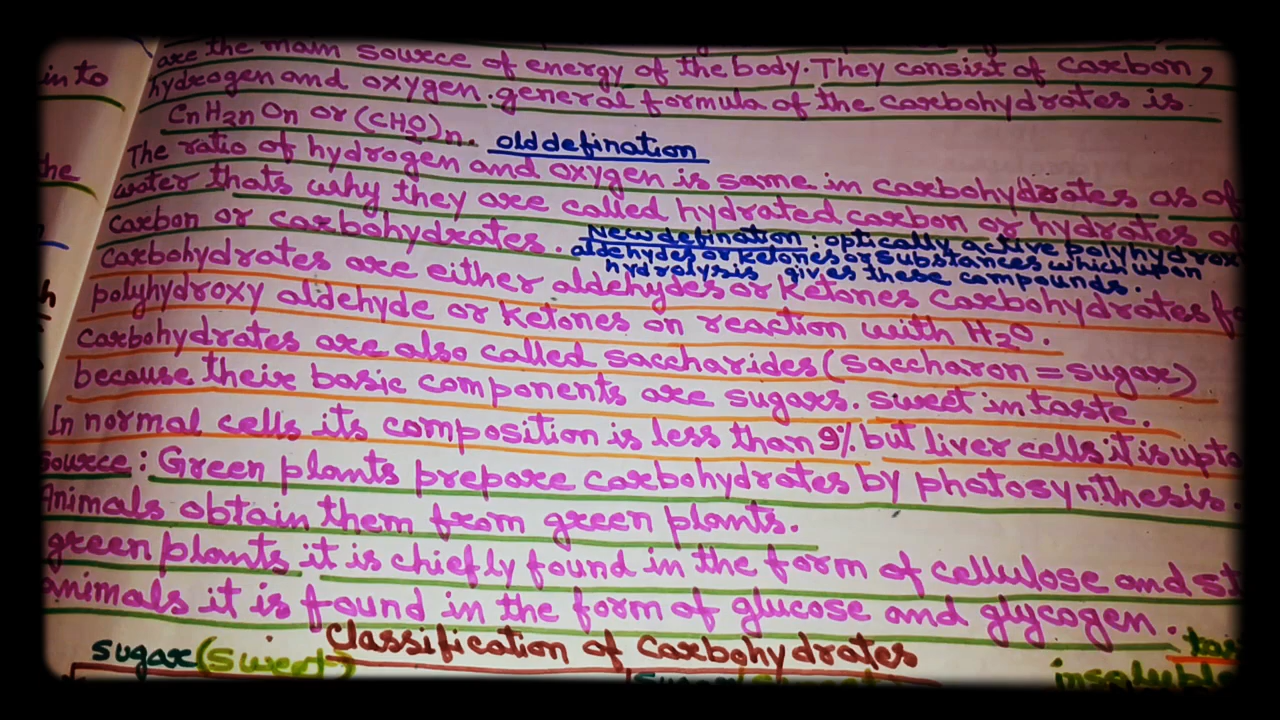 are the main source of energy of the body. They consist of carbon,
hydrogen and oxygen. general formula of the carbohydrates is
CnH2n On or (CH2O)n. old defination
The ratio of hydrogen and oxygen is same in carbohydrates as of
water thats why they are called hydrated carbon or hydrates of
carbon or carbohydrates.
New defination: optically active polyhydroxy
aldehydes or ketones or substances which upon
hydrolysis gives these compounds.
carbohydrates are either aldehydes or ketones carbohydrates
polyhydroxy aldehyde or ketones on reaction with H2O.
carbohydrates are also called saccharides (saccharon = sugar)
because their basic components are sugars. sweet in taste.
In normal cells its composition is less than 9% but liver cells it is upto
source: Green plants prepare carbohydrates by photosynthesis.
Animals obtain them from green plants.
green plants it is chiefly found in the form of cellulose and
animals it is found in the form of glucose and glycogen.
Classification of Carbohydrates
sugar (sweet)
insoluble
in to
the